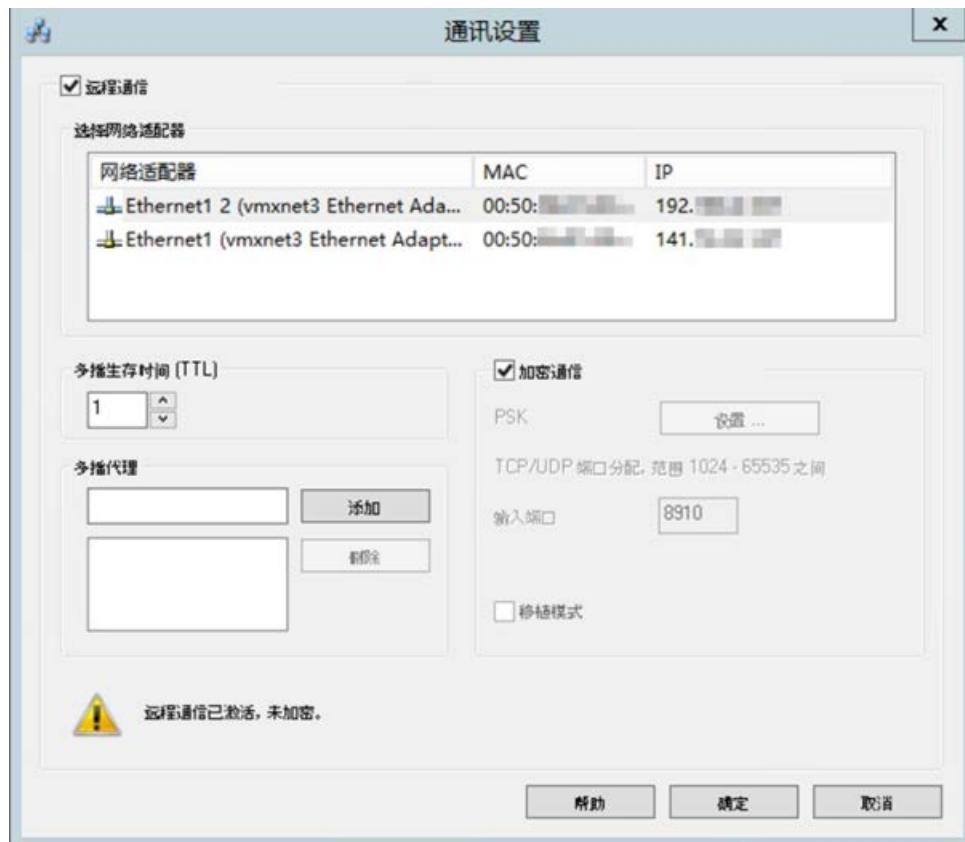 通讯设置
远程通信
选择网络适配器
网络适配器 MAC IP
Ethernet1 2 (vmxnet3 Ethernet Ada... 00:50: 192.
Ethernet1 (vmxnet3 Ethernet Adapt... 00:50: 141.
多播生存时间 (TTL)
1
加密通信
PSK 设置 ...
多播代理
添加
删除
TCP/UDP 端口分配, 范围 1024 - 65535 之间
输入端口 8910
移植模式
远程通信已激活, 未加密。
帮助 确定 取消